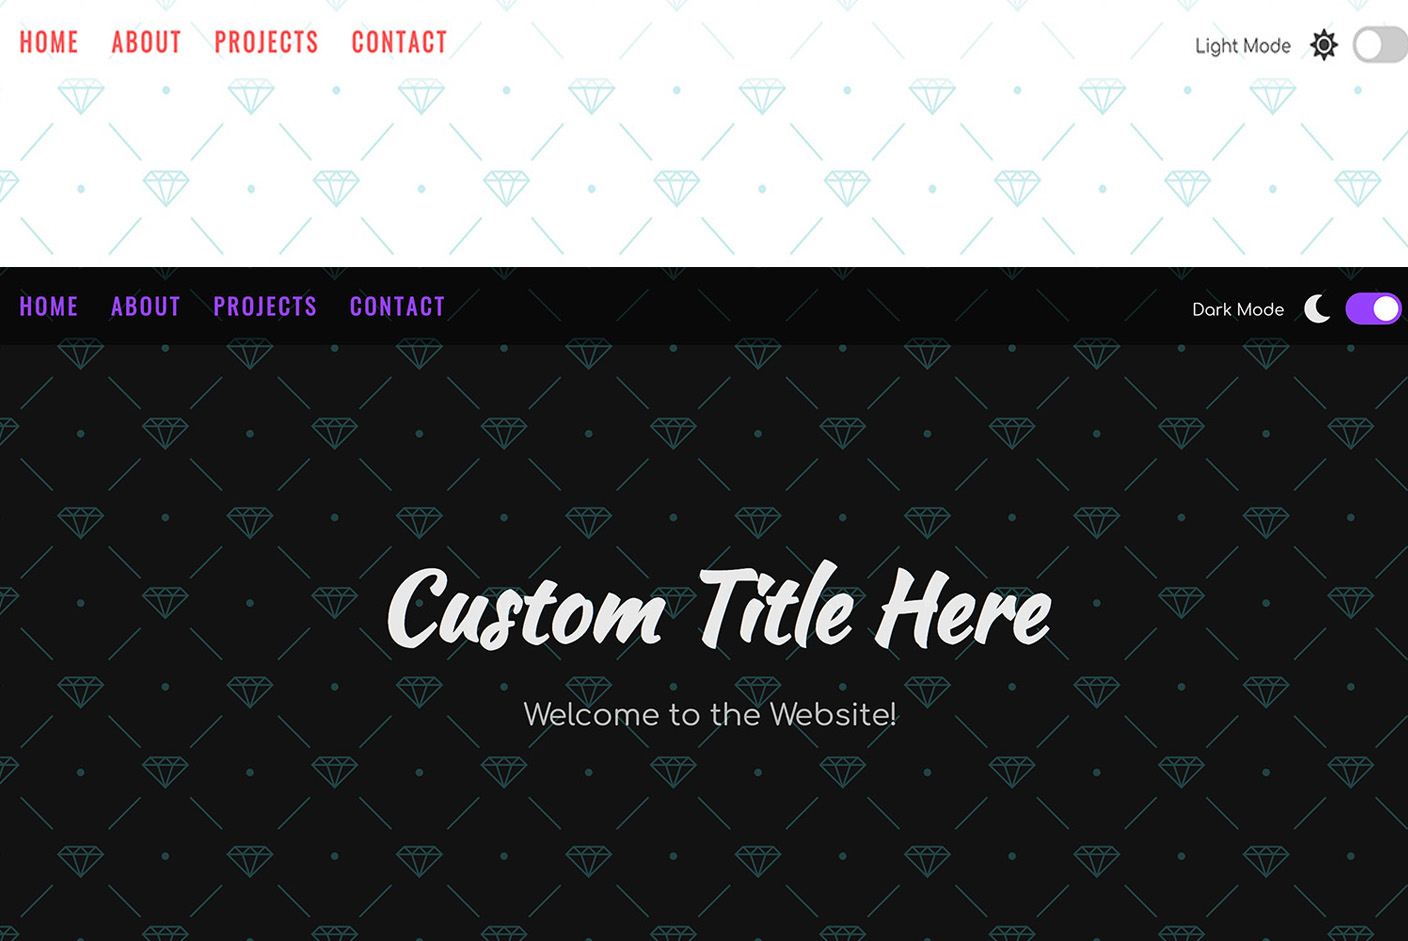 HOME ABOUT PROJECTS CONTACT Light Mode
HOME ABOUT PROJECTS CONTACT Dark Mode
Custom Title Here
Welcome to the Website!